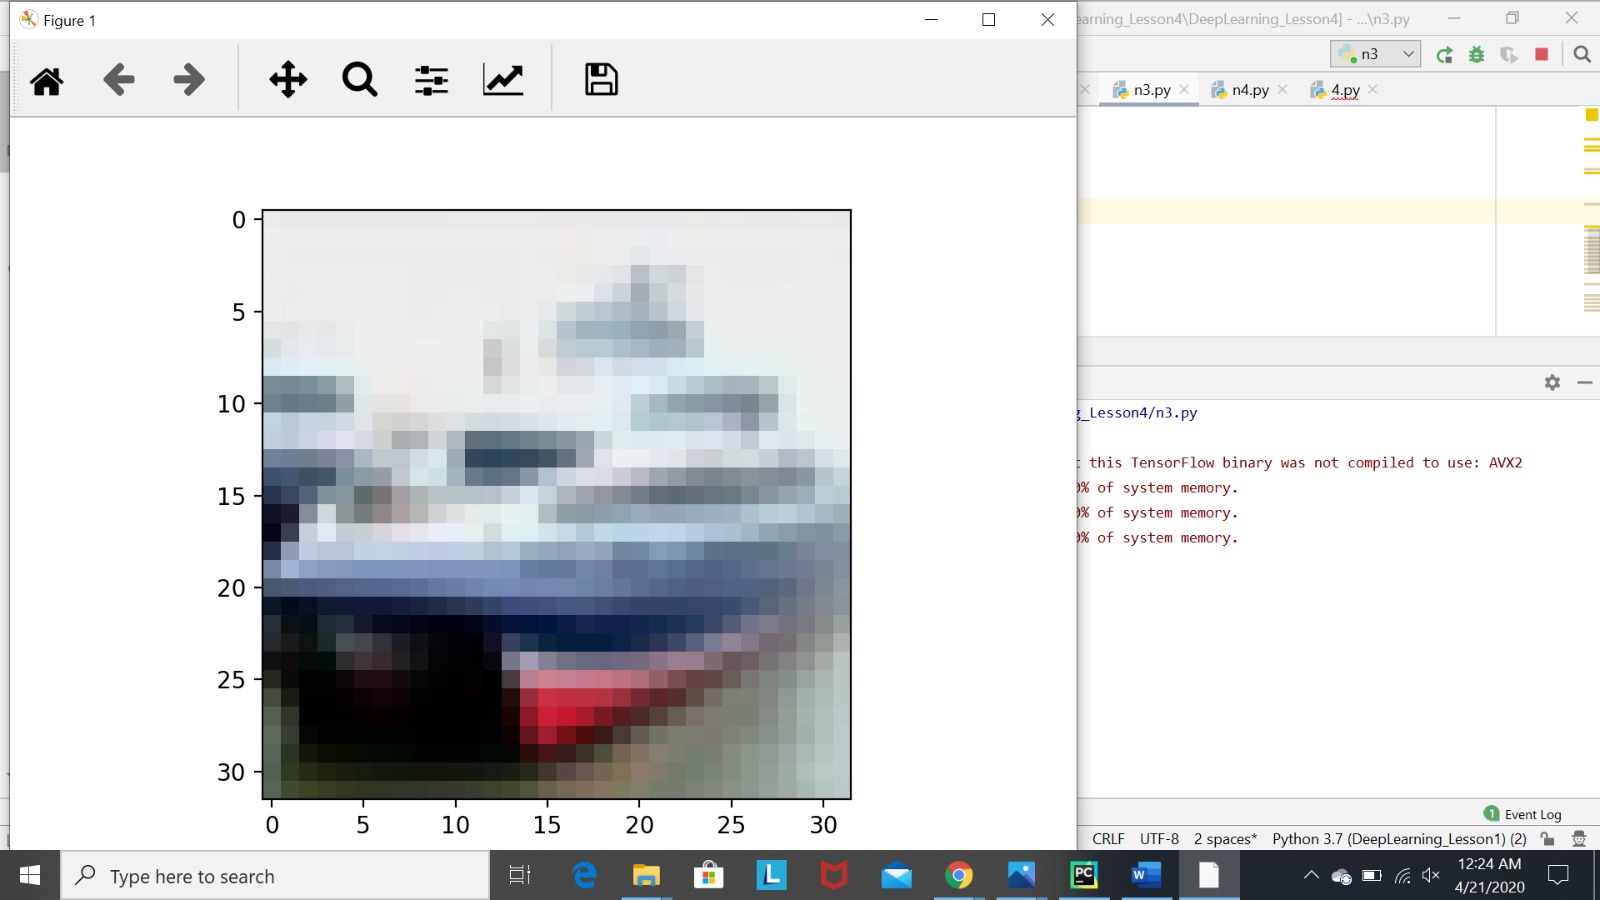 Figure 1
earning_Lesson4\DeepLearning_Lesson4] - ...\n3.py
n3
n3.py
n4.py
4.py
0
5
10
15
20
25
30
0 5 10 15 20 25 30
_Lesson4/n3.py
this TensorFlow binary was not compiled to use: AVX2
% of system memory.
% of system memory.
% of system memory.
1 Event Log
CRLF UTF-8 2 spaces* Python 3.7 (DeepLearning_Lesson1) (2)
Type here to search
L
PC
W
12:24 AM
4/21/2020